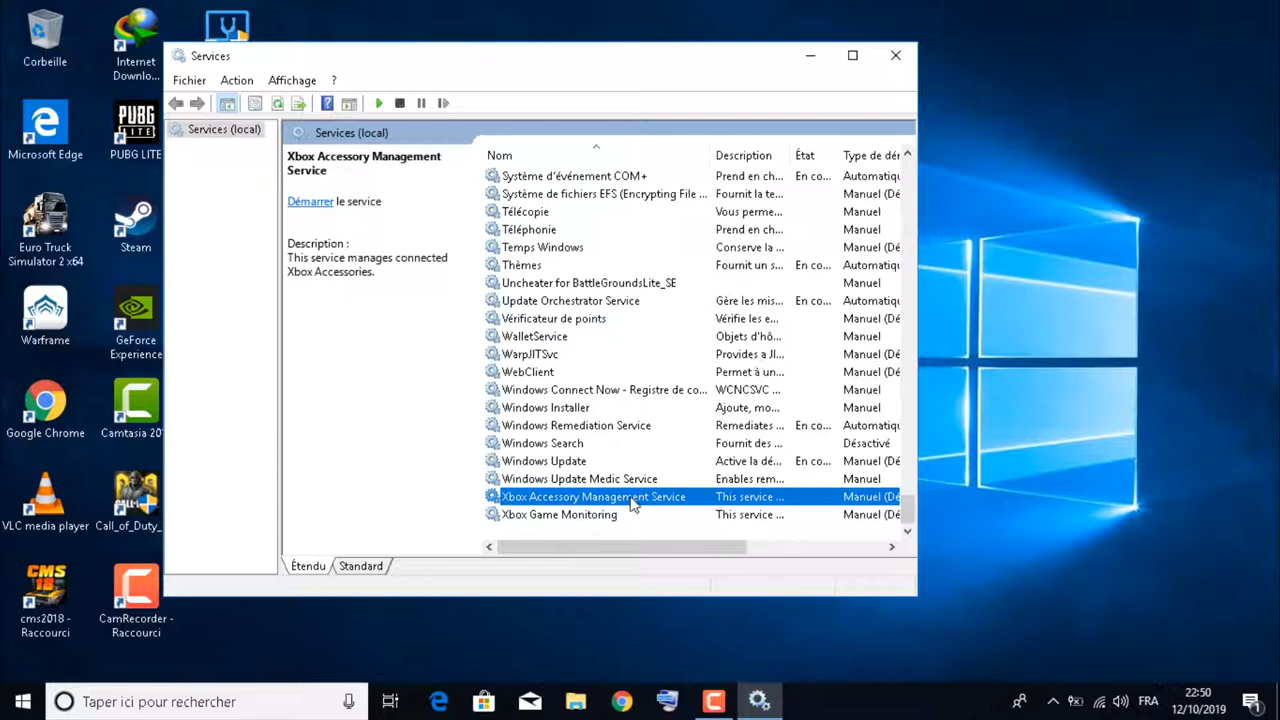 Corbeille
Internet
Downlo...
Microsoft Edge
PUBG
LITE
PUBG LITE
Euro Truck
Simulator 2 x64
Steam
Warframe
GeForce
Experience
Google Chrome
Camtasia 20
VLC media player
Call_of_Duty_
CMS
18
cms2018 -
Raccourci
CamRecorder -
Raccourci
Services
Fichier Action Affichage ?
Services (local)
Services (local)
Xbox Accessory Management
Service
Démarrer le service
Description :
This service manages connected
Xbox Accessories.
Nom Description État Type de dé
Système d'événement COM+ Prend en ch... En co... Automatiqu
Système de fichiers EFS (Encrypting File ... Fournit la te... Manuel (Dé
Télécopie Vous perme... Manuel
Téléphonie Prend en ch... Manuel
Temps Windows Conserve la ... Manuel (Dé
Thèmes Fournit un s... En co... Automatiqu
Uncheater for BattleGroundsLite_SE Manuel
Update Orchestrator Service Gère les mis... En co... Manuel (Dé
Vérificateur de points Vérifie les e... Manuel (Dé
WalletService Objets d'hô... Manuel
WarpJITSvc Provides a JI... Manuel (Dé
WebClient Permet à un... Manuel (Dé
Windows Connect Now - Registre de co... WCNCSVC ... Manuel
Windows Installer Ajoute, mo... Manuel
Windows Remediation Service Remediates ... En co... Automatiqu
Windows Search Fournit des ... Désactivé
Windows Update Active la dé... En co... Manuel (Dé
Windows Update Medic Service Enables rem... Manuel
Xbox Accessory Management Service This service ... Manuel (Dé
Xbox Game Monitoring This service ... Manuel (Dé
Étendu Standard
Taper ici pour rechercher
FRA
22:50
12/10/2019
1